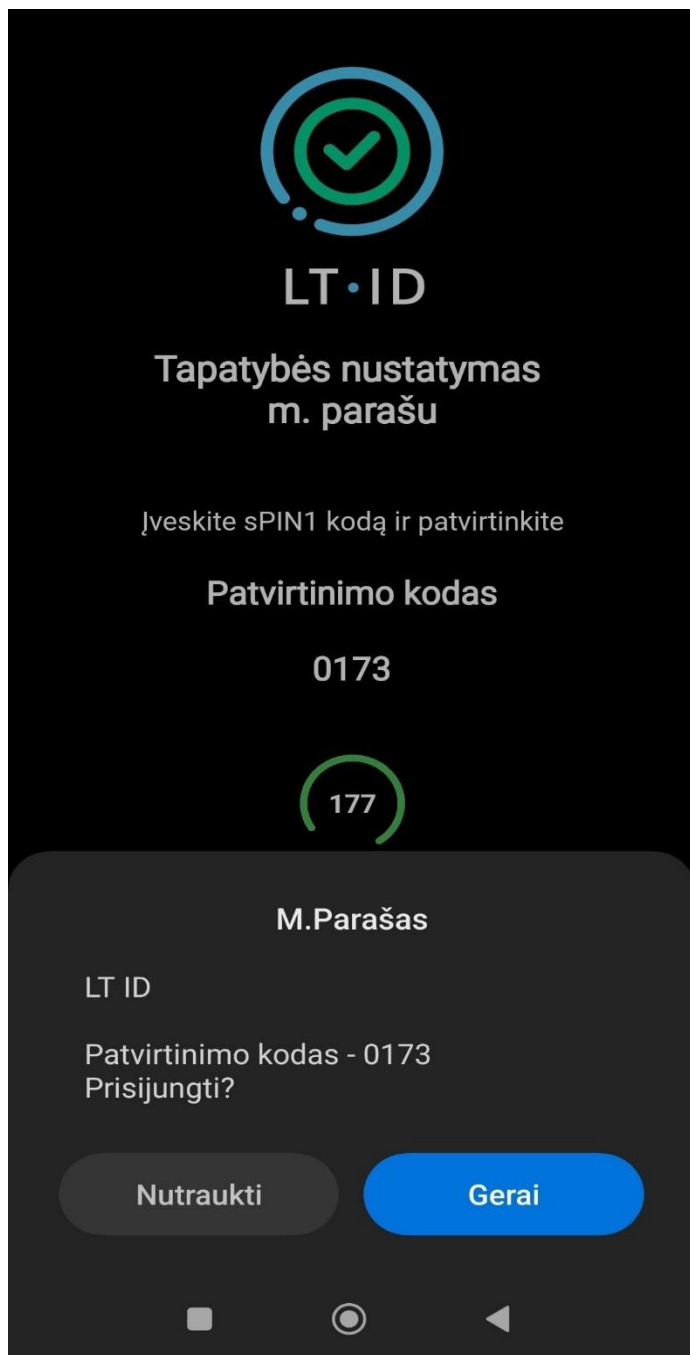 LT·ID
Tapatybės nustatymas
m. parašu
Įveskite sPIN1 kodą ir patvirtinkite
Patvirtinimo kodas
0173
177
M.Parašas
LT ID
Patvirtinimo kodas - 0173
Prisijungti?
Nutraukti
Gerai